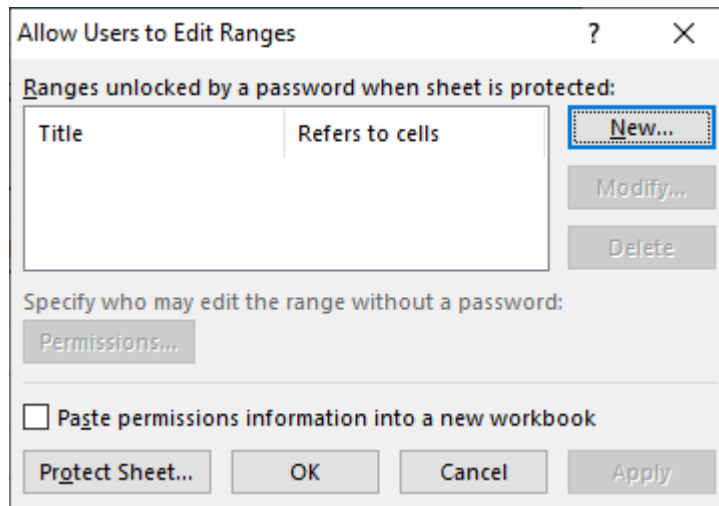 Allow Users to Edit Ranges ?
Ranges unlocked by a password when sheet is protected:
Title Refers to cells
New...
Modify...
Delete
Specify who may edit the range without a password:
Permissions...
Paste permissions information into a new workbook
Protect Sheet... OK Cancel Apply